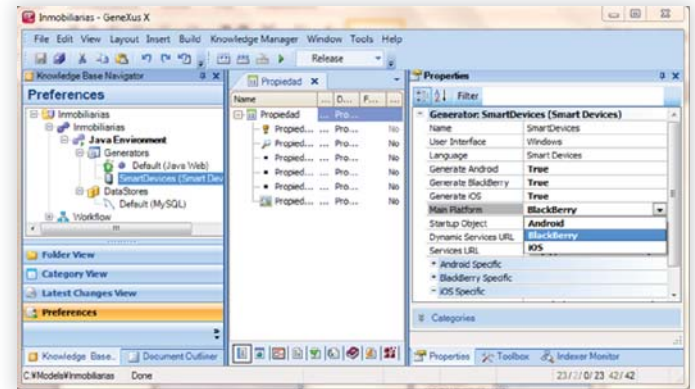 Inmobiliarias - GeneXus X
File Edit View Layout Insert Build Knowledge Manager Window Tools Help
Release
Knowledge Base Navigator
Preferences
Inmobiliarias
Inmobiliarias
Java Environment
Generators
Default (Java Web)
SmartDevices (Smart Dev
DataStores
Default (MySQL)
Workflow
Folder View
Category View
Latest Changes View
Preferences
Knowledge Base.. Document Outliner
Propiedad
Name ... D... F... ...
Propiedad ... Pro...
Propied... ... Pro... No
Propied... ... Pro... No
Propied... ... Pro... No
Propied... ... Pro... No
Propied... ... Pro... No
Properties
Filter
Generator: SmartDevices (Smart Devices)
Name SmartDevices
User Interface Windows
Language Smart Devices
Generate Android True
Generate BlackBerry True
Generate iOS True
Main Platform BlackBerry
Startup Object Android
Dynamic Services URL BlackBerry
Services URL iOS
Android Specific
BlackBerry Specific
iOS Specific
Categories
Properties Toolbox Indexer Monitor
C:¥Models¥Inmobiliarias Done